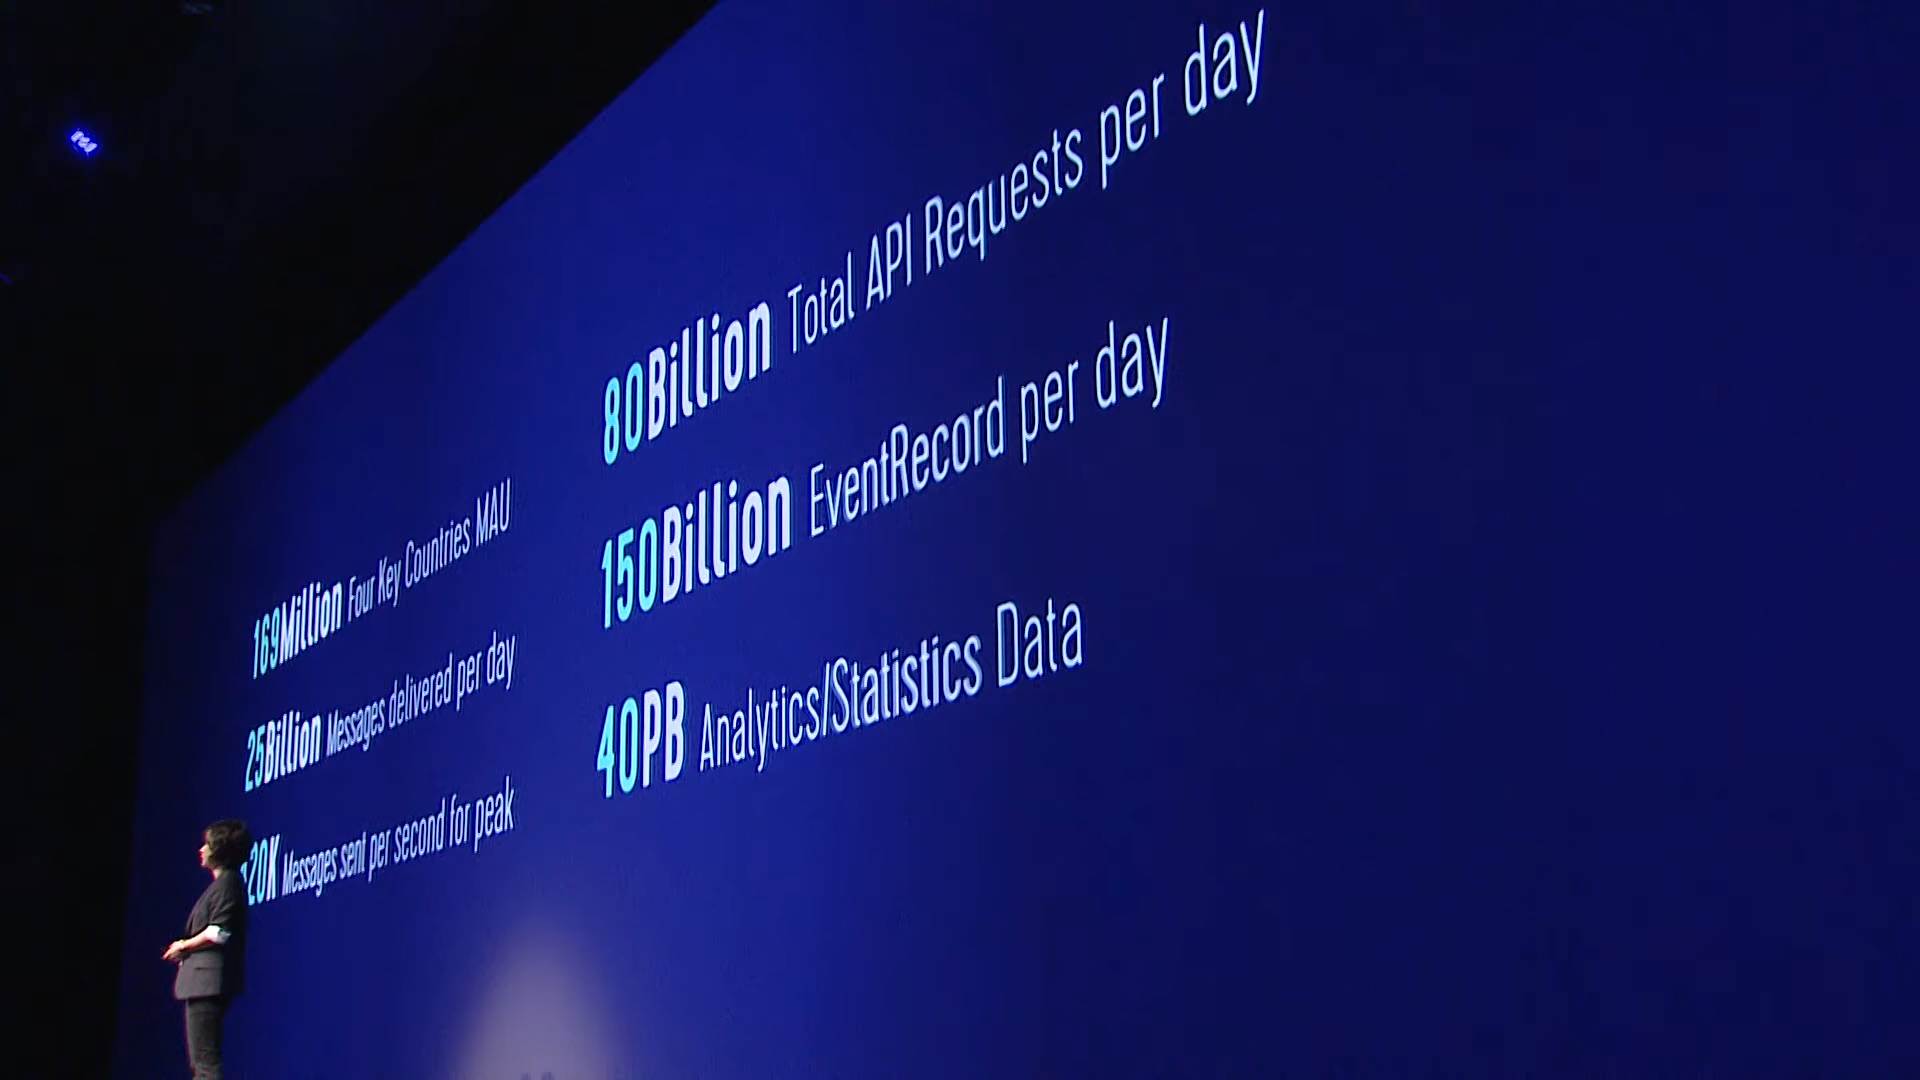 169Million Four Key Countries MAU
25Billion Messages delivered per day
20K Messages sent per second for peak
80Billion Total API Requests per day
150Billion EventRecord per day
40PB Analytics/Statistics Data